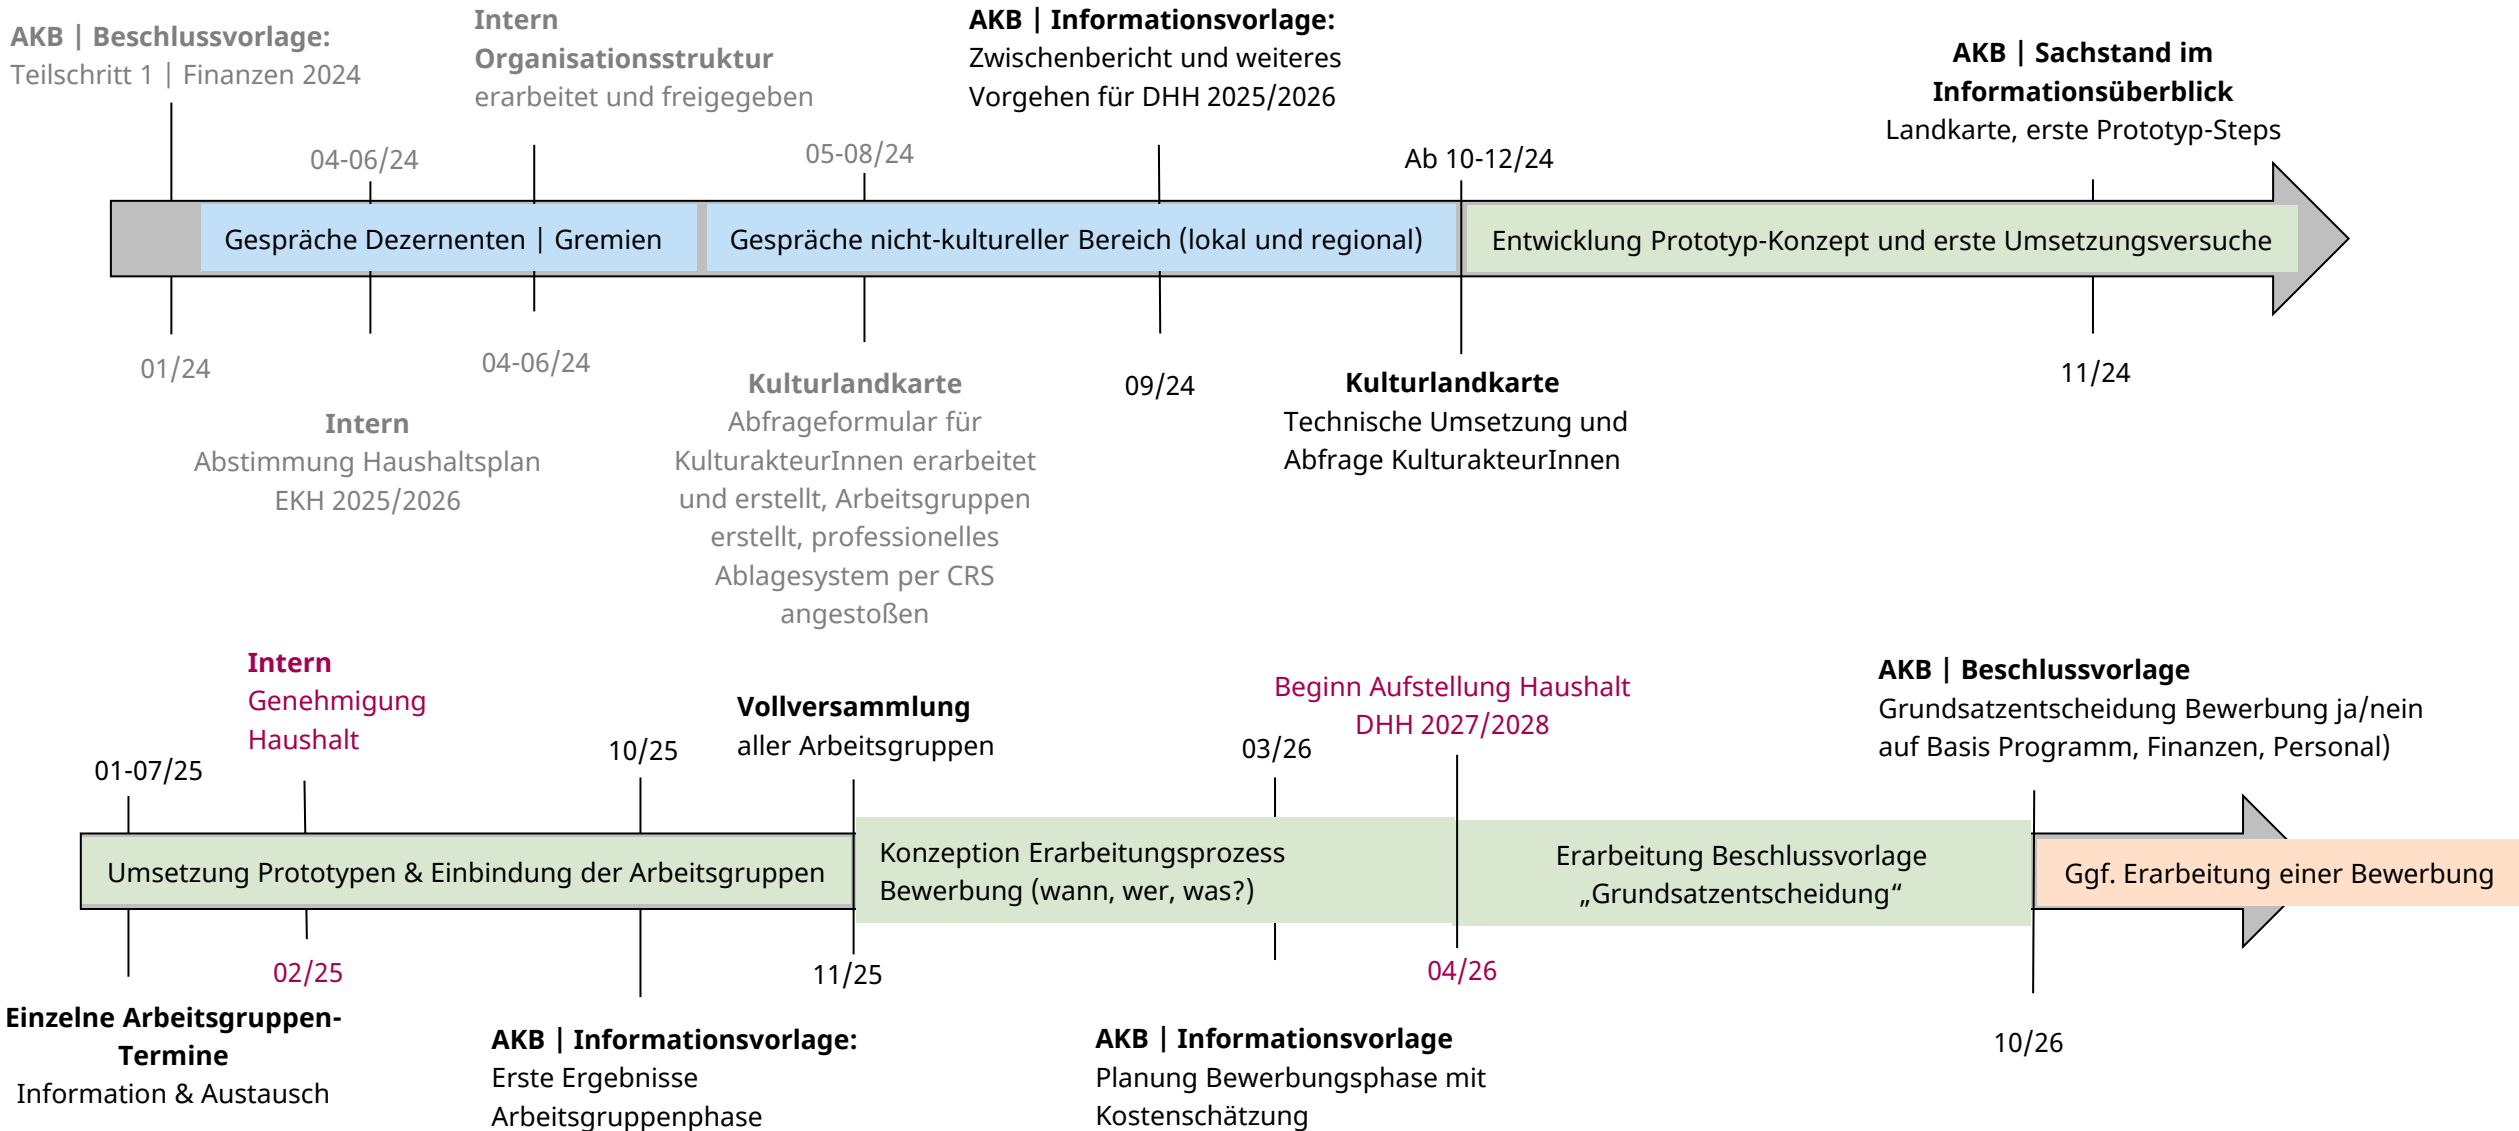 AKB | Beschlussvorlage:
Teilschritt 1 | Finanzen 2024
Intern
Organisationsstruktur
erarbeitet und freigegeben
AKB | Informationsvorlage:
Zwischenbericht und weiteres
Vorgehen für DHH 2025/2026
AKB | Sachstand im
Informationsüberblick
Landkarte, erste Prototyp-Steps
04-06/24
05-08/24
Ab 10-12/24
Gespräche Dezernenten | Gremien
Gespräche nicht-kultureller Bereich (lokal und regional)
Entwicklung Prototyp-Konzept und erste Umsetzungsversuche
01/24
04-06/24
09/24
11/24
Intern
Abstimmung Haushaltsplan
EKH 2025/2026
Kulturlandkarte
Abfrageformular für
KulturakteurInnen erarbeitet
und erstellt, Arbeitsgruppen
erstellt, professionelles
Ablagesystem per CRS
angestoßen
Kulturlandkarte
Technische Umsetzung und
Abfrage KulturakteurInnen
01-07/25
Intern
Genehmigung
Haushalt
10/25
Vollversammlung
aller Arbeitsgruppen
03/26
Beginn Aufstellung Haushalt
DHH 2027/2028
AKB | Beschlussvorlage
Grundsatzentscheidung Bewerbung ja/nein
auf Basis Programm, Finanzen, Personal)
Umsetzung Prototypen & Einbindung der Arbeitsgruppen
Konzeption Erarbeitungsprozess
Bewerbung (wann, wer, was?)
Erarbeitung Beschlussvorlage
„Grundsatzentscheidung“
Ggf. Erarbeitung einer Bewerbung
02/25
11/25
04/26
10/26
Einzelne Arbeitsgruppen-
Termine
Information & Austausch
AKB | Informationsvorlage:
Erste Ergebnisse
Arbeitsgruppenphase
AKB | Informationsvorlage
Planung Bewerbungsphase mit
Kostenschätzung